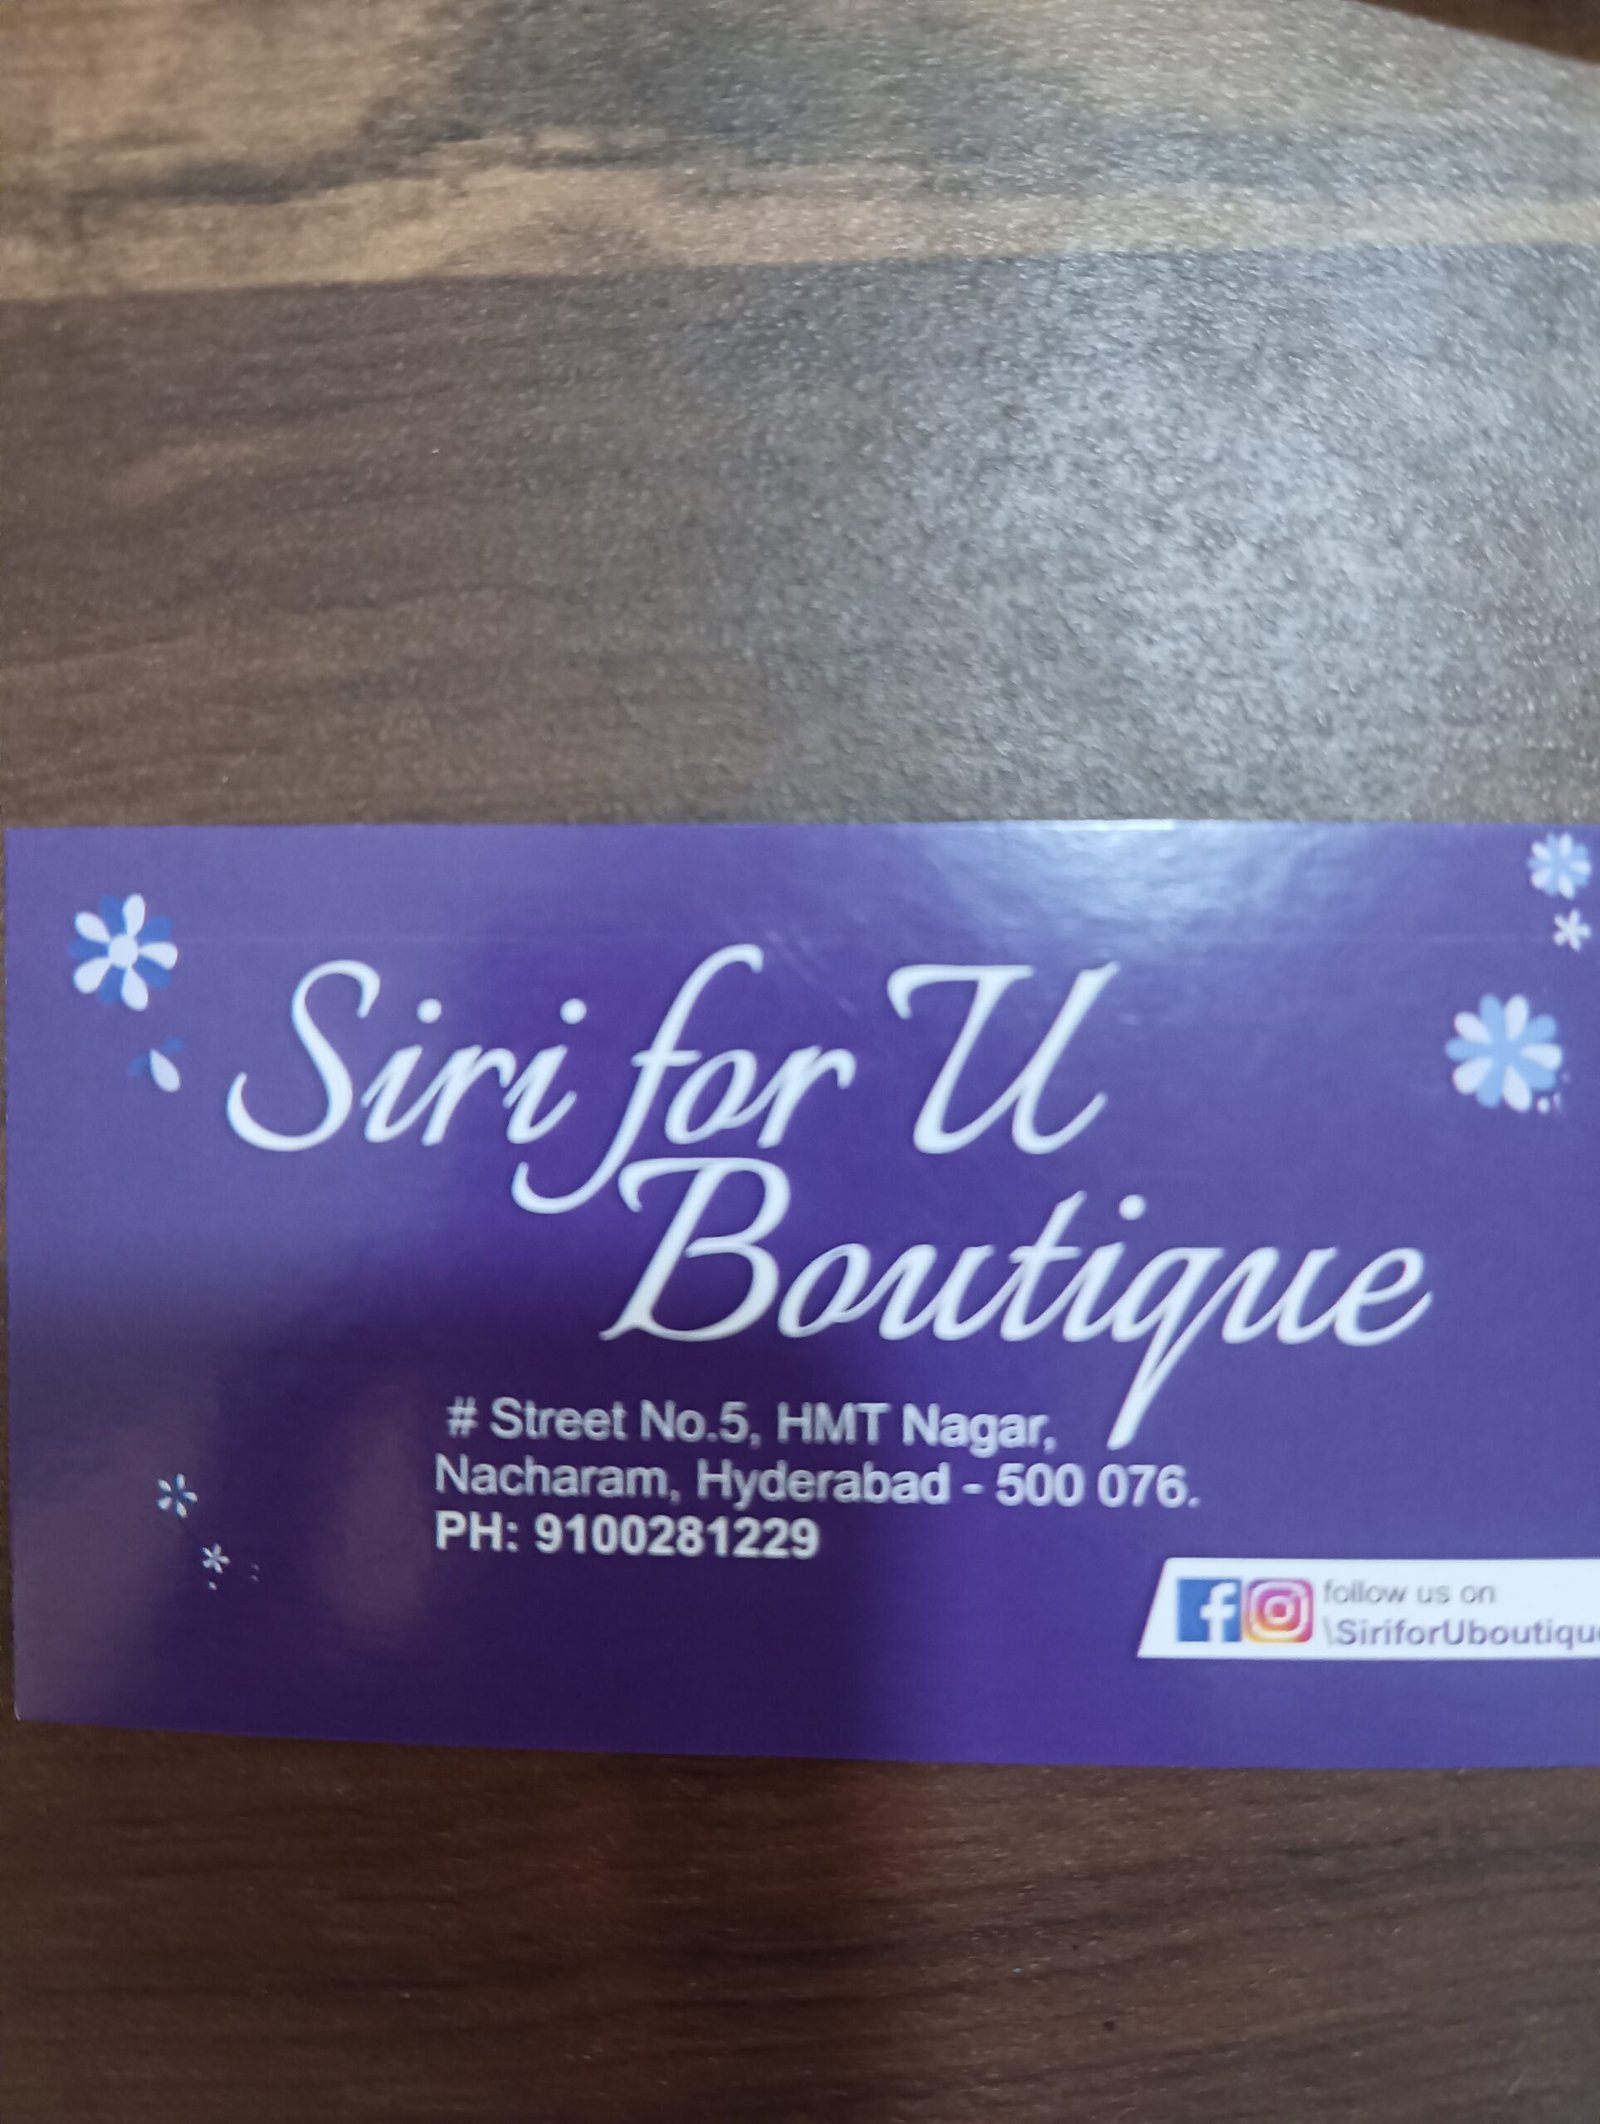 Siri for U
Boutique
# Street No.5, HMT Nagar,
Nacharam, Hyderabad - 500 076.
PH: 9100281229
follow us on
\SiriforUboutique